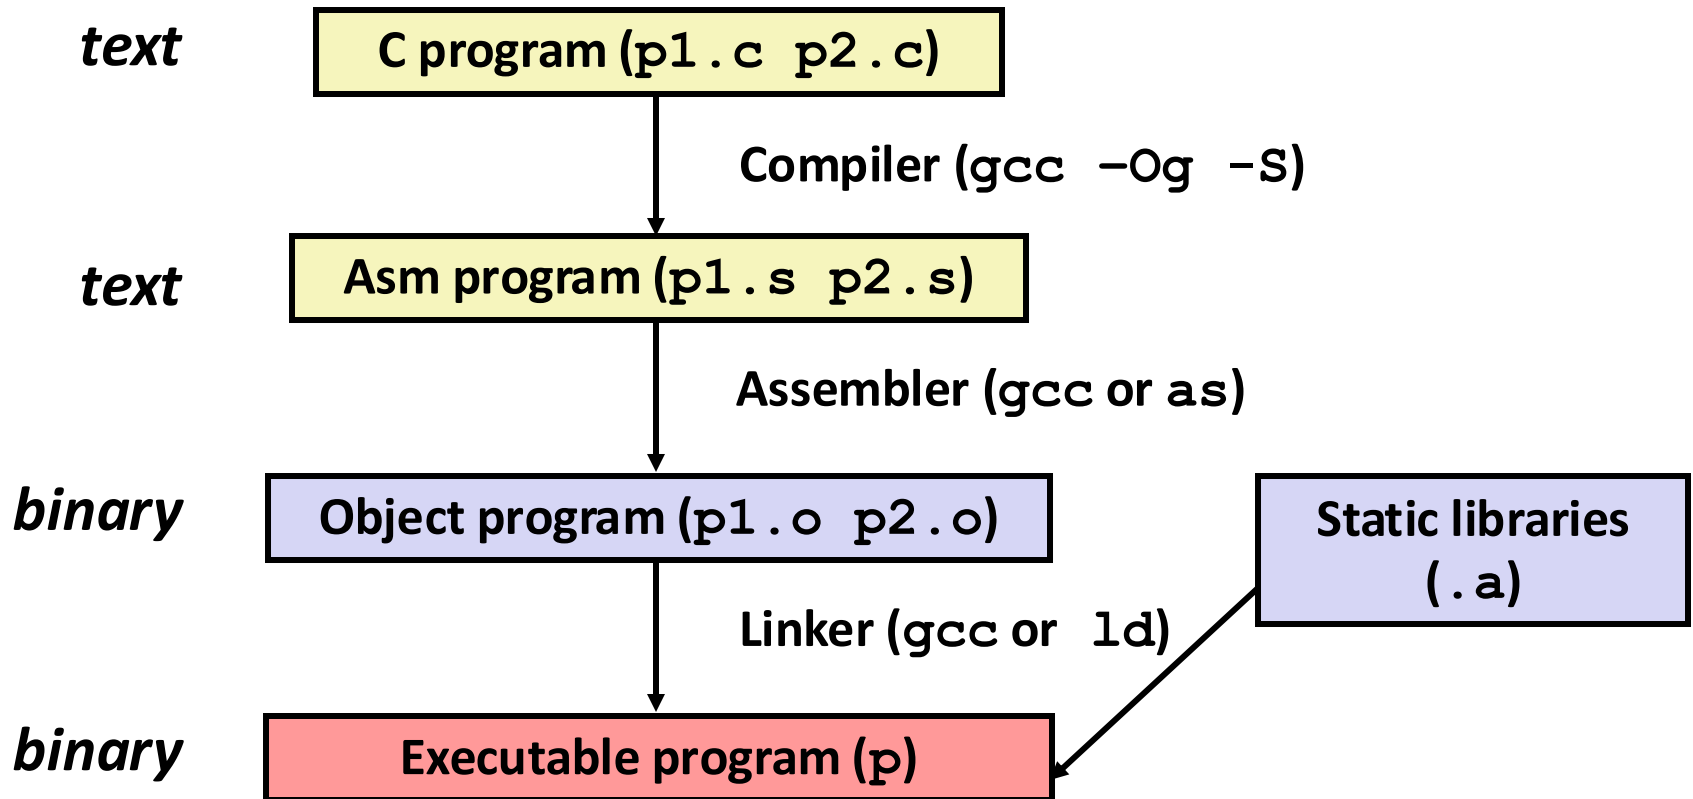 text
C program (p1.c p2.c)
Compiler (gcc –Og -S)
text
Asm program (p1.s p2.s)
Assembler (gcc or as)
binary
Object program (p1.o p2.o)
Static libraries
(.a)
Linker (gcc or ld)
binary
Executable program (p)